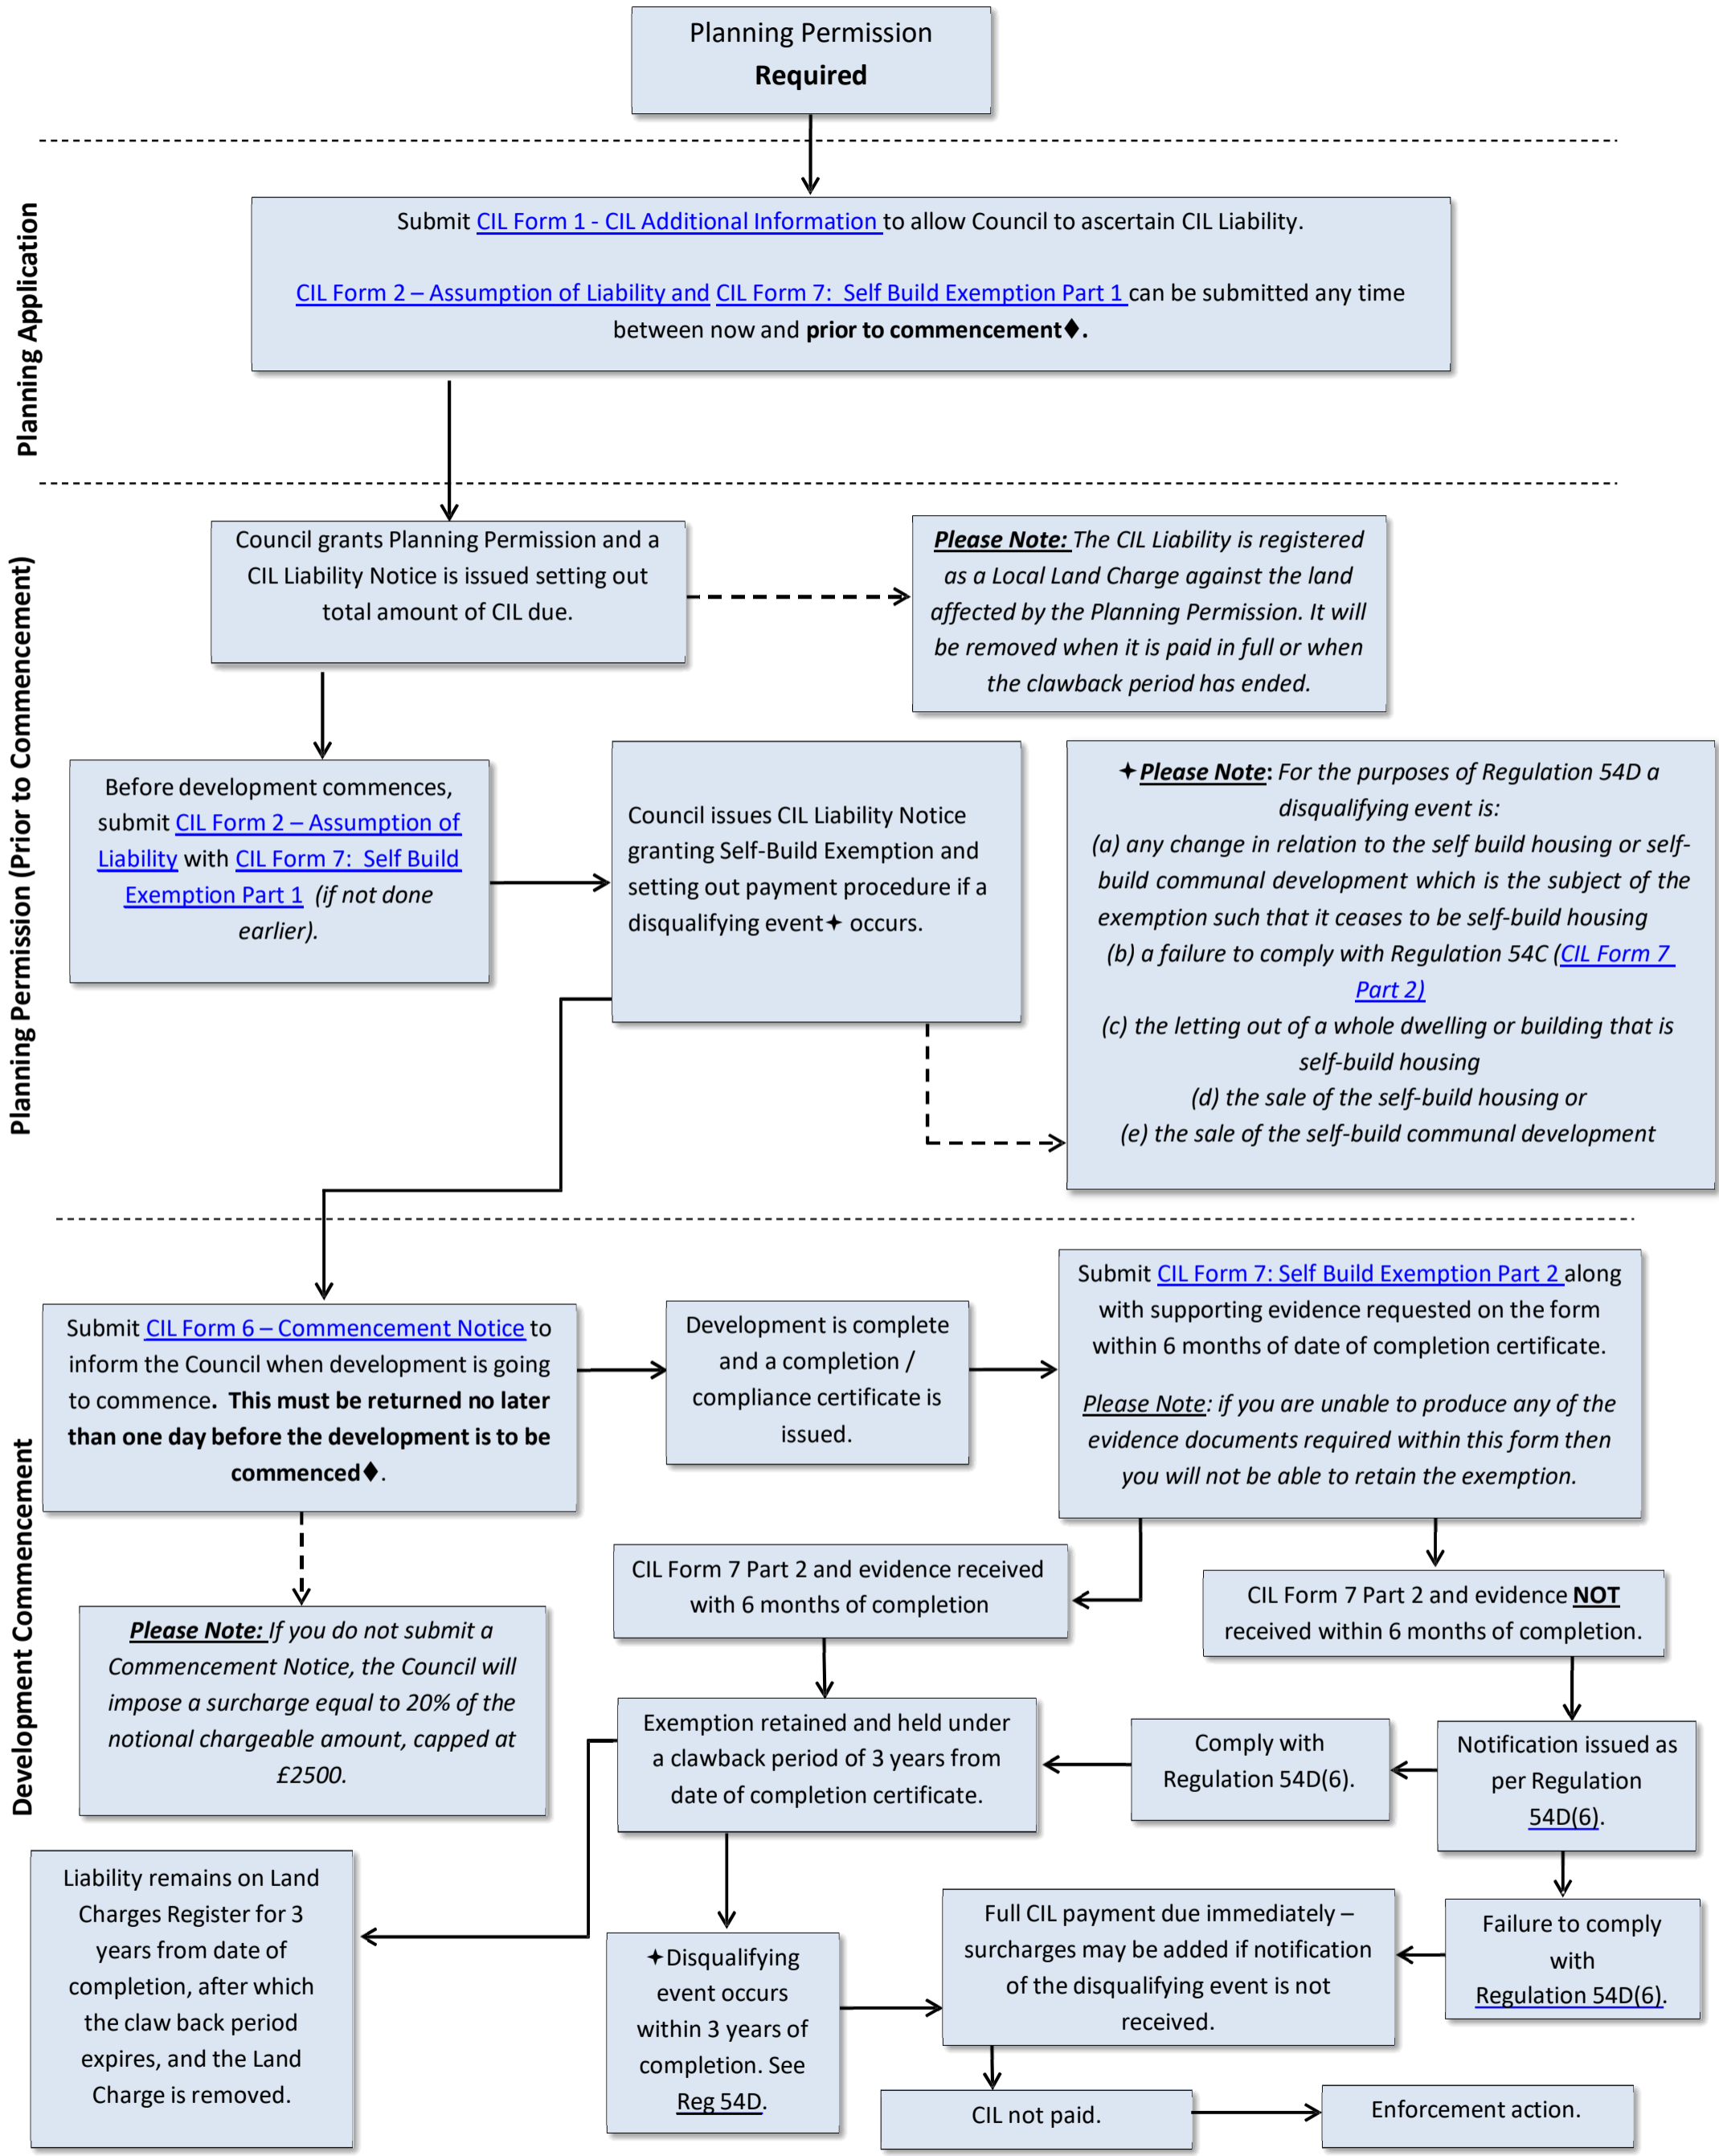 Planning Permission
Required
Planning Application
Submit CIL Form 1 - CIL Additional Information to allow Council to ascertain CIL Liability.
CIL Form 2 – Assumption of Liability and CIL Form 7:  Self Build Exemption Part 1 can be submitted any time
between now and prior to commencement♦.
Planning Permission (Prior to Commencement)
Council grants Planning Permission and a
CIL Liability Notice is issued setting out
total amount of CIL due.
Please Note: The CIL Liability is registered
as a Local Land Charge against the land
affected by the Planning Permission. It will
be removed when it is paid in full or when
the clawback period has ended.
Before development commences,
submit CIL Form 2 – Assumption of
Liability with CIL Form 7:  Self Build
Exemption Part 1  (if not done
earlier).
Council issues CIL Liability Notice
granting Self-Build Exemption and
setting out payment procedure if a
disqualifying event✦ occurs.
✦Please Note: For the purposes of Regulation 54D a
disqualifying event is:
(a) any change in relation to the self build housing or self-
build communal development which is the subject of the
exemption such that it ceases to be self-build housing
(b) a failure to comply with Regulation 54C (CIL Form 7
Part 2)
(c) the letting out of a whole dwelling or building that is
self-build housing
(d) the sale of the self-build housing or
(e) the sale of the self-build communal development
Development Commencement
Submit CIL Form 6 – Commencement Notice to
inform the Council when development is going
to commence.  This must be returned no later
than one day before the development is to be
commenced♦.
Development is complete
and a completion /
compliance certificate is
issued.
Submit CIL Form 7: Self Build Exemption Part 2 along
with supporting evidence requested on the form
within 6 months of date of completion certificate.
Please Note: if you are unable to produce any of the
evidence documents required within this form then
you will not be able to retain the exemption.
Please Note: If you do not submit a
Commencement Notice, the Council will
impose a surcharge equal to 20% of the
notional chargeable amount, capped at
£2500.
CIL Form 7 Part 2 and evidence received
with 6 months of completion
CIL Form 7 Part 2 and evidence NOT
received within 6 months of completion.
Exemption retained and held under
a clawback period of 3 years from
date of completion certificate.
Comply with
Regulation 54D(6).
Notification issued as
per Regulation
54D(6).
Liability remains on Land
Charges Register for 3
years from date of
completion, after which
the claw back period
expires, and the Land
Charge is removed.
✦Disqualifying
event occurs
within 3 years of
completion. See
Reg 54D.
Full CIL payment due immediately –
surcharges may be added if notification
of the disqualifying event is not
received.
Failure to comply
with
Regulation 54D(6).
CIL not paid.
Enforcement action.